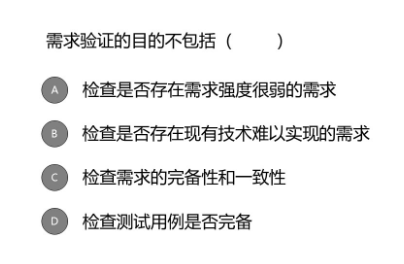 需求验证的目的不包括（　　）
A 检查是否存在需求强度很弱的需求
B 检查是否存在现有技术难以实现的需求
C 检查需求的完备性和一致性
D 检查测试用例是否完备